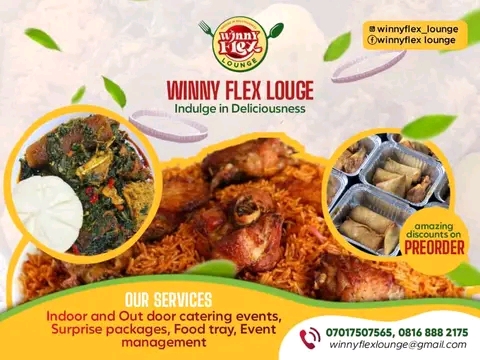 winnyflex_lounge
winnyflex lounge
Winny
Flex
LOUNGE
WINNY FLEX LOUGE
Indulge in Deliciousness
amazing
discounts on
PREORDER
OUR SERVICES
Indoor and Out door catering events,
Surprise packages, Food tray, Event
management
07017507565, 0816 888 2175
winnyflexlounge@gmail.com